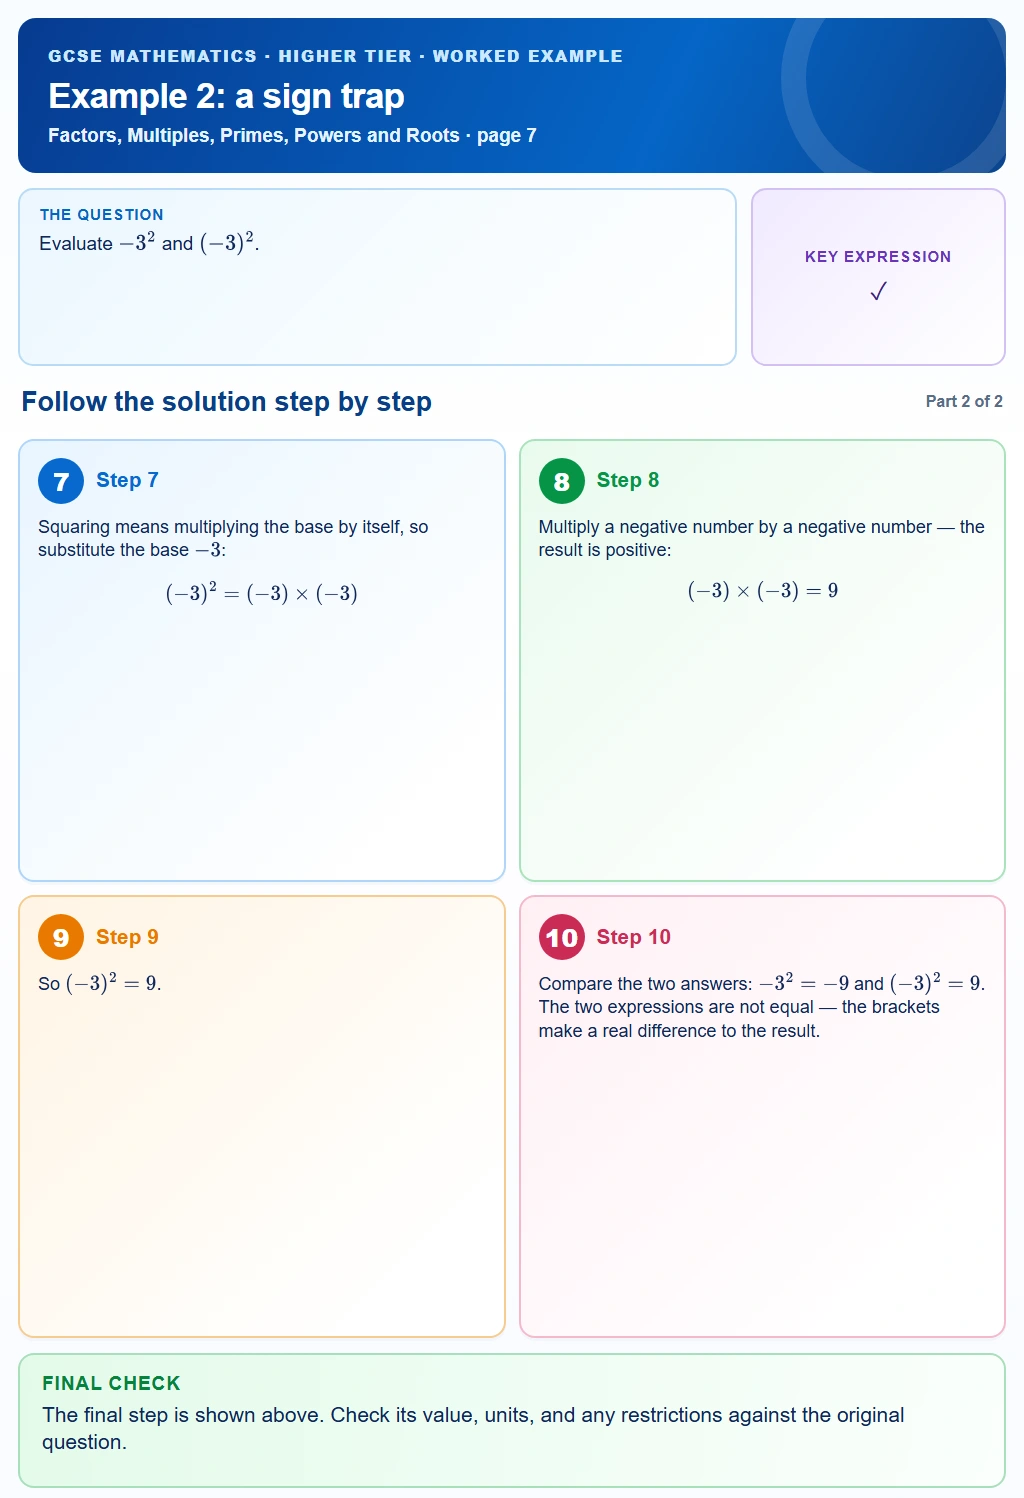 GCSE MATHEMATICS · HIGHER TIER · WORKED EXAMPLE
Example 2: a sign trap
Factors, Multiples, Primes, Powers and Roots · page 7
THE QUESTION
Evaluate −3² and (−3)².
KEY EXPRESSION
✓
Follow the solution step by step
Part 2 of 2
7 Step 7
Squaring means multiplying the base by itself, so
substitute the base −3:
(−3)² = (−3) × (−3)
8 Step 8
Multiply a negative number by a negative number — the
result is positive:
(−3) × (−3) = 9
9 Step 9
So (−3)² = 9.
10 Step 10
Compare the two answers: −3² = −9 and (−3)² = 9.
The two expressions are not equal — the brackets
make a real difference to the result.
FINAL CHECK
The final step is shown above. Check its value, units, and any restrictions against the original
question.